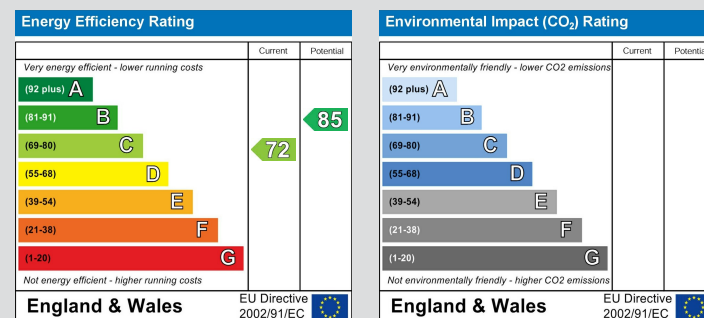 Energy Efficiency Rating
Current Potential
Very energy efficient - lower running costs
(92 plus) A
(81-91) B
85
(69-80) C
72
(55-68) D
(39-54) E
(21-38) F
(1-20) G
Not energy efficient - higher running costs
England & Wales
EU Directive
2002/91/EC
Environmental Impact (CO₂) Rating
Current Potentia
Very environmentally friendly - lower CO2 emissions
(92 plus) A
(81-91) B
(69-80) C
(55-68) D
(39-54) E
(21-38) F
(1-20) G
Not environmentally friendly - higher CO2 emissions
England & Wales
EU Directive
2002/91/EC